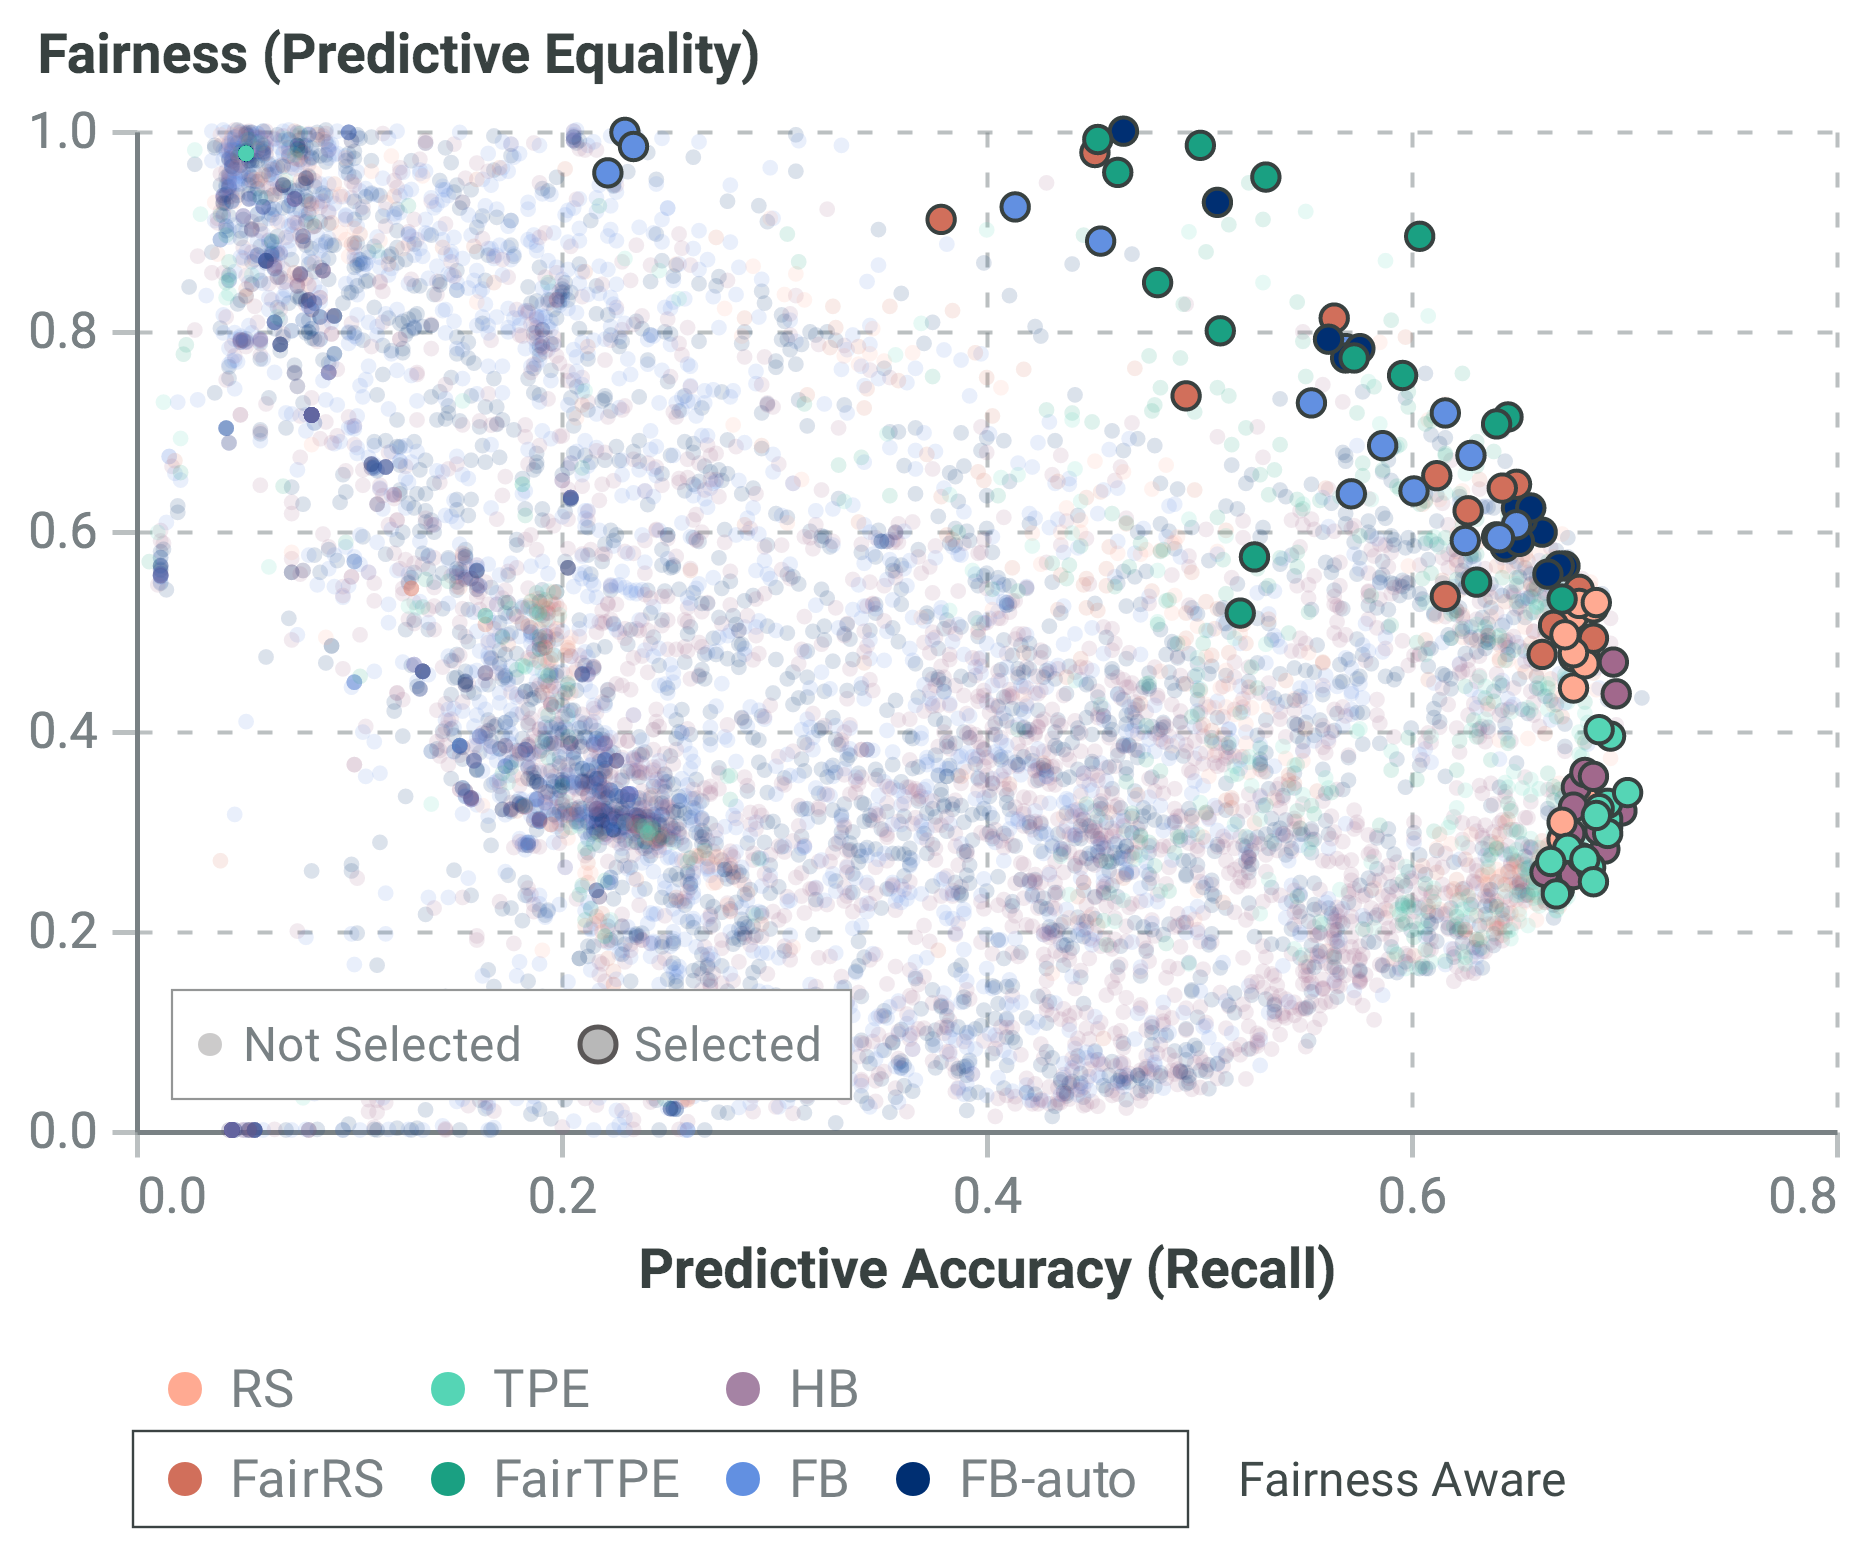 Fairness (Predictive Equality)
1.0
0.8
0.6
0.4
0.2
0.0
Not Selected Selected
0.0 0.2 0.4 0.6 0.8
Predictive Accuracy (Recall)
RS TPE HB
FairRS FairTPE FB FB-auto Fairness Aware